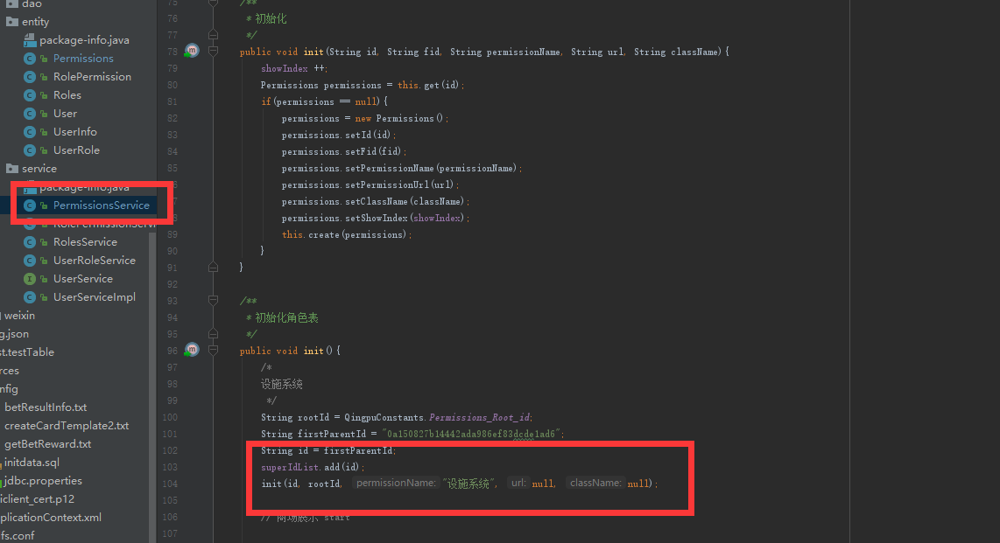 dao
entity
package-info.java
Permissions
RolePermission
Roles
User
UserInfo
UserRole
service
package-info.java
PermissionsService
RolePermissionServi
RolesService
UserRoleService
UserService
UserServiceImpl
weixin
g.json
st.testTable
rces
nfig
betResultInfo.txt
createCardTemplate2.txt
getBetReward.txt
initdata.sql
jdbc.properties
iclient_cert.p12
plicationContext.xml
fs.conf
75 /**
76 * 初始化
77 */
78 public void init(String id, String fid, String permissionName, String url, String className) {
79 showIndex ++;
80 Permissions permissions = this.get(id);
81 if(permissions == null) {
82 permissions = new Permissions();
83 permissions.setId(id);
84 permissions.setFid(fid);
85 permissions.setPermissionName(permissionName);
86 permissions.setPermissionUrl(url);
87 permissions.setClassName(className);
88 permissions.setShowIndex(showIndex);
89 this.create(permissions);
90 }
91 }
92
93 /**
94 * 初始化角色表
95 */
96 public void init() {
97 /*
98 设施系统
99 */
100 String rootId = QingpuConstants.Permissions_Root_id;
101 String firstParentId = "0a150827b14442ada986ef83dcde1ad6";
102 String id = firstParentId;
103 superIdList.add(id);
104 init(id, rootId, permissionName: "设施系统", url: null, className: null);
105
106 // 商场展示 start
107